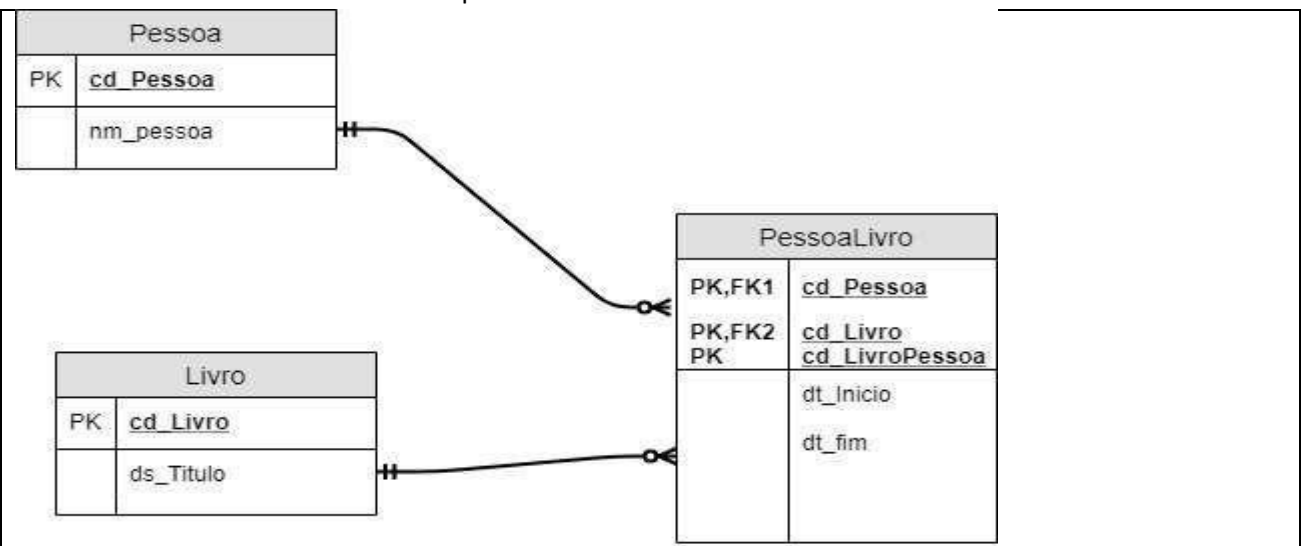 Pessoa
PK cd_Pessoa
nm_pessoa
PessoaLivro
PK,FK1 cd_Pessoa
PK,FK2 cd_Livro
PK cd_LivroPessoa
dt_Inicio
dt_fim
Livro
PK cd_Livro
ds_Titulo